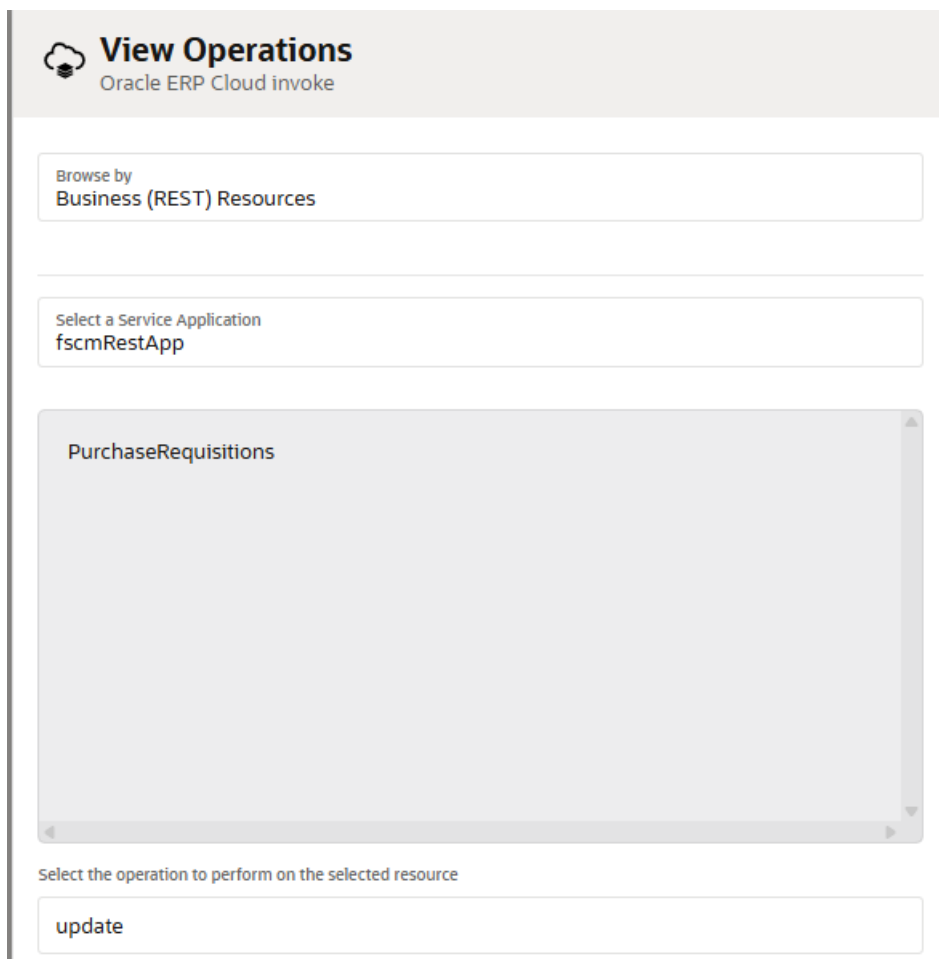 View Operations
Oracle ERP Cloud invoke
Browse by
Business (REST) Resources
Select a Service Application
fscmRestApp
PurchaseRequisitions
Select the operation to perform on the selected resource
update